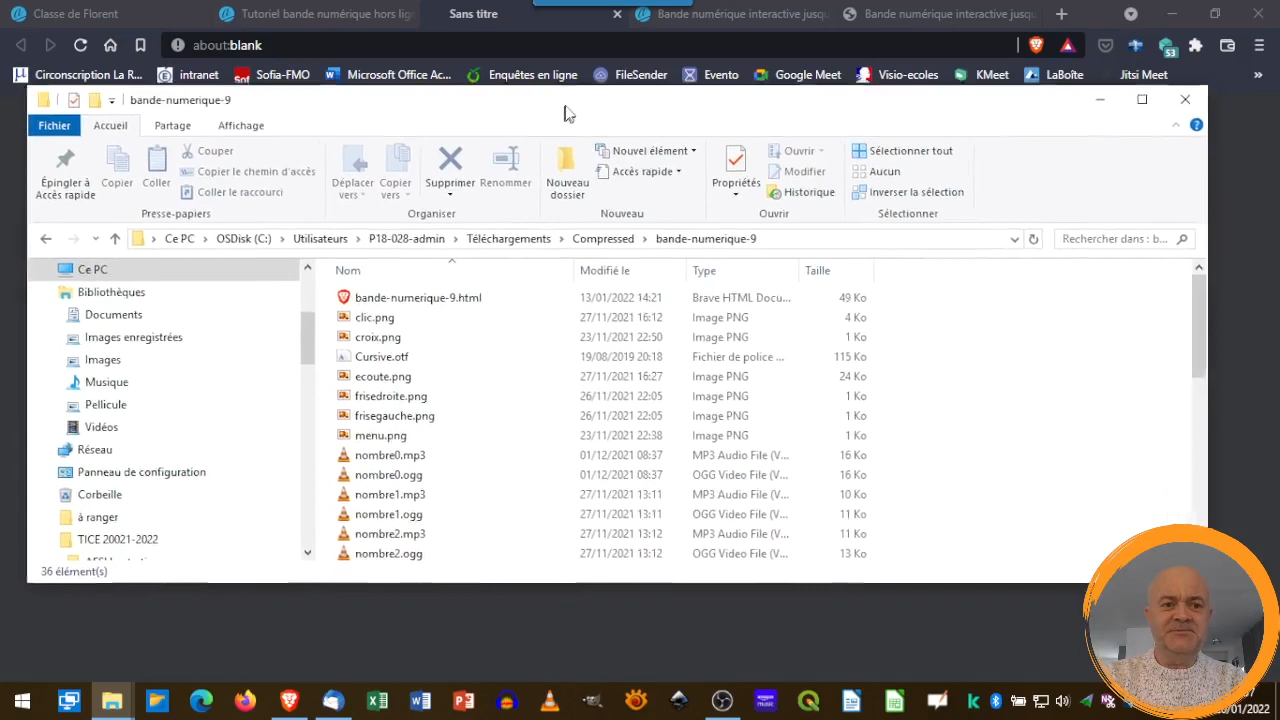 Classe de Florent
Tutoriel bande numérique hors lign
Sans titre
Bande numérique interactive jusqu
Bande numérique interactive jusqu
about:blank
53
Circonscription La R...
intranet
Sofia-FMO
Microsoft Office Ac...
Enquêtes en ligne
FileSender
Evento
Google Meet
Visio-ecoles
KMeet
LaBoîte
Jitsi Meet
»
bande-numerique-9
Fichier
Accueil
Partage
Affichage
Épingler à
Accès rapide
Copier
Coller
Couper
Copier le chemin d'accès
Coller le raccourci
Presse-papiers
Déplacer
vers
Copier
vers
Supprimer
Renommer
Organiser
Nouveau
dossier
Nouvel élément
Accès rapide
Nouveau
Propriétés
Ouvrir
Modifier
Historique
Ouvrir
Sélectionner tout
Aucun
Inverser la sélection
Sélectionner
Ce PC > OSDisk (C:) > Utilisateurs > P18-028-admin > Téléchargements > Compressed > bande-numerique-9
Rechercher dans : b...
Ce PC
Bibliothèques
Documents
Images enregistrées
Images
Musique
Pellicule
Vidéos
Réseau
Panneau de configuration
Corbeille
à ranger
TICE 20021-2022
Nom Modifié le Type Taille
bande-numerique-9.html 13/01/2022 14:21 Brave HTML Docu... 49 Ko
clic.png 27/11/2021 16:12 Image PNG 4 Ko
croix.png 23/11/2021 22:50 Image PNG 1 Ko
Cursive.otf 19/08/2019 20:18 Fichier de police ... 115 Ko
ecoute.png 27/11/2021 16:27 Image PNG 24 Ko
frisedroite.png 26/11/2021 22:05 Image PNG 1 Ko
frisegauche.png 26/11/2021 22:05 Image PNG 1 Ko
menu.png 23/11/2021 22:38 Image PNG 1 Ko
nombre0.mp3 01/12/2021 08:37 MP3 Audio File (V... 16 Ko
nombre0.ogg 01/12/2021 08:37 OGG Video File (V... 16 Ko
nombre1.mp3 27/11/2021 13:11 MP3 Audio File (V... 10 Ko
nombre1.ogg 27/11/2021 13:11 OGG Video File (V... 11 Ko
nombre2.mp3 27/11/2021 13:12 MP3 Audio File (V... 11 Ko
nombre2.ogg 27/11/2021 13:12 OGG Video File (V... 13 Ko
36 élément(s)